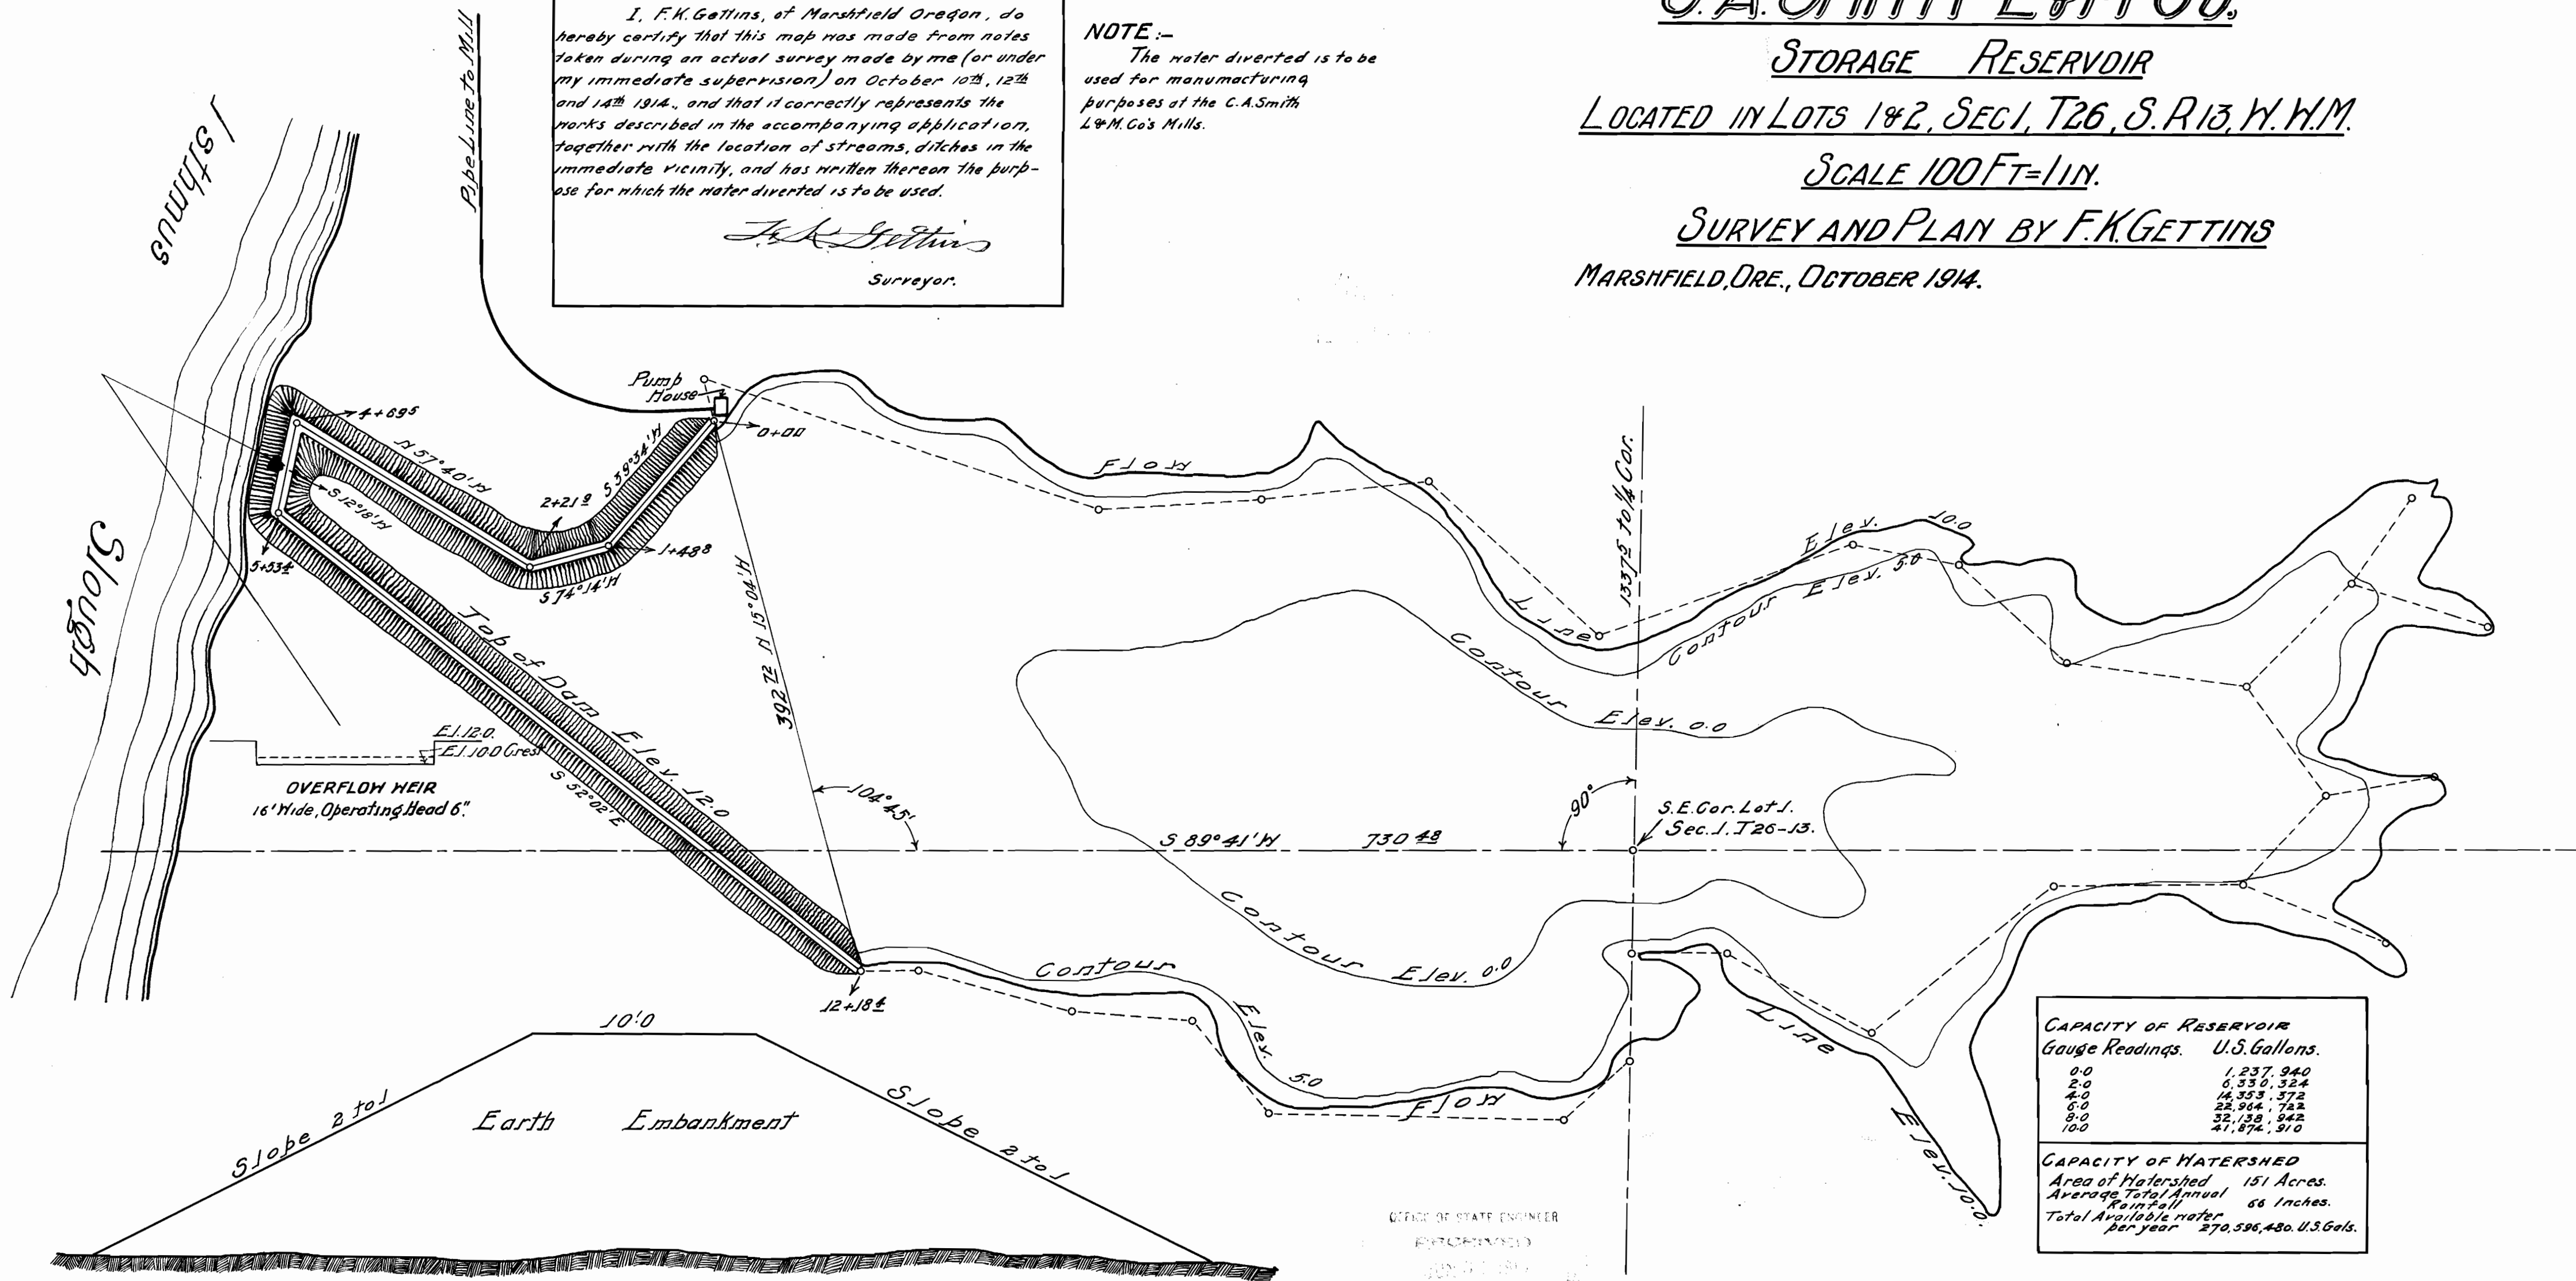 C.A. SMITH L&M CO.
STORAGE RESERVOIR
LOCATED IN LOTS 1&2, SEC1, T26, S.R13, W.W.M.
SCALE 100FT=1IN.
SURVEY AND PLAN BY F.K.GETTINS
MARSHFIELD, ORE., OCTOBER 1914.
I, F.K. Gettins, of Marshfield Oregon, do
hereby certify that this map was made from notes
taken during an actual survey made by me (or under
my immediate supervision) on October 10th, 12th
and 14th 1914., and that it correctly represents the
works described in the accompanying application,
together with the location of streams, ditches in the
immediate vicinity, and has written thereon the purp-
ose for which the water diverted is to be used.
F. K. Gettins
Surveyor.
NOTE:-
The water diverted is to be
used for manumacturing
purposes at the C.A.Smith
L&M.Co's Mills.
Pipe Line to Mill
Isthmus
Slough
Pump
House
0+00
4+69⁵
N 57°40'W
S 39°34'W
2+21⁹
1+48⁸
S 74°14'W
S 12°18'W
5+53⁴
Top of Dam Elev. 12.0
S 52°02'E
392 72 N 15°04'W
104°45'
12+18⁴
El.12.0.
El.10.0 Crest
OVERFLOW WEIR
16' Wide, Operating Head 6".
Flow
Line
Elev. 10.0
Contour Elev. 5.0
Contour Elev. 0.0
1337⁵ to ¼ Cor.
90°
S.E.Cor.Lot 1.
Sec.1.T26-13.
S 89°41'W 730 48
Contour Elev. 0.0
Contour Elev. 5.0
Flow
Line
Elev. 10.0.
10'.0
Slope 2 to 1
Earth Embankment
Slope 2 to 1
CAPACITY OF RESERVOIR
Gauge Readings. U.S.Gallons.
0.0 1,237,940
2.0 6,330,324
4.0 14,353,372
6.0 22,964,722
8.0 32,138,942
10.0 41,874,910
CAPACITY OF WATERSHED
Area of Watershed 151 Acres.
Average Total Annual
Rainfall 66 Inches.
Total Available water
per year 270,596,480. U.S.Gals.
OFFICE OF STATE ENGINEER
RECEIVED